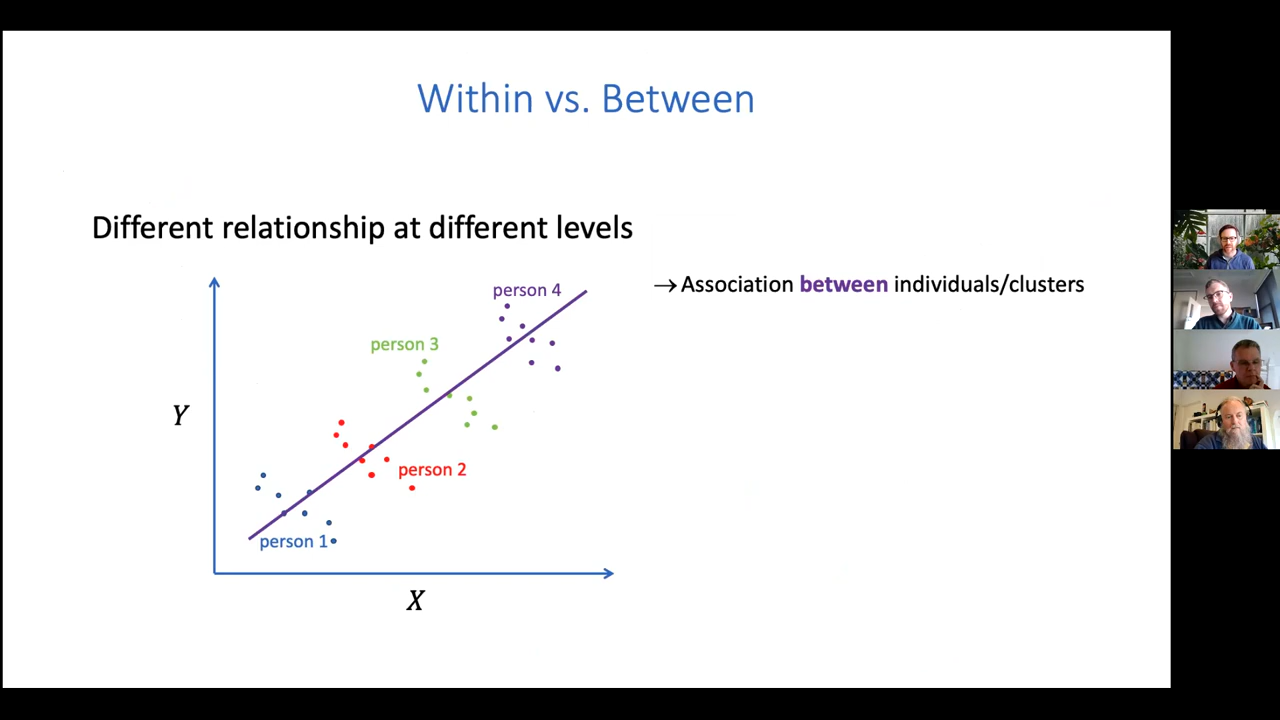 Within vs. Between
Different relationship at different levels
→ Association between individuals/clusters
person 4
person 3
Y
person 2
person 1
X